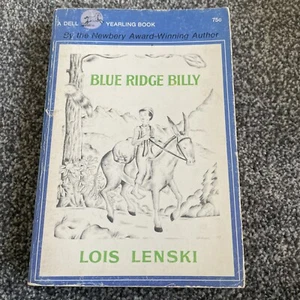 A DELL YEARLING BOOK 75c
By the Newbery Award-Winning Author
BLUE RIDGE BILLY
LOIS LENSKI